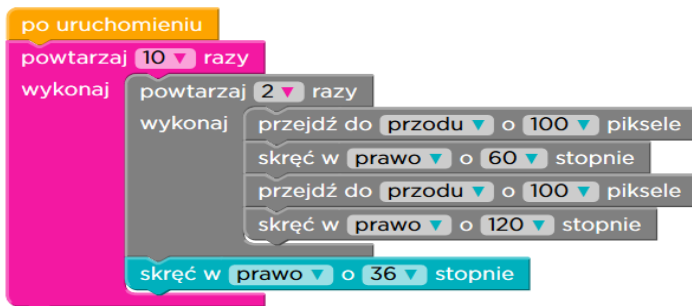 po uruchomieniu
powtarzaj 10 razy
wykonaj powtarzaj 2 razy
wykonaj przejdź do przodu o 100 piksele
skręć w prawo o 60 stopnie
przejdź do przodu o 100 piksele
skręć w prawo o 120 stopnie
skręć w prawo o 36 stopnie